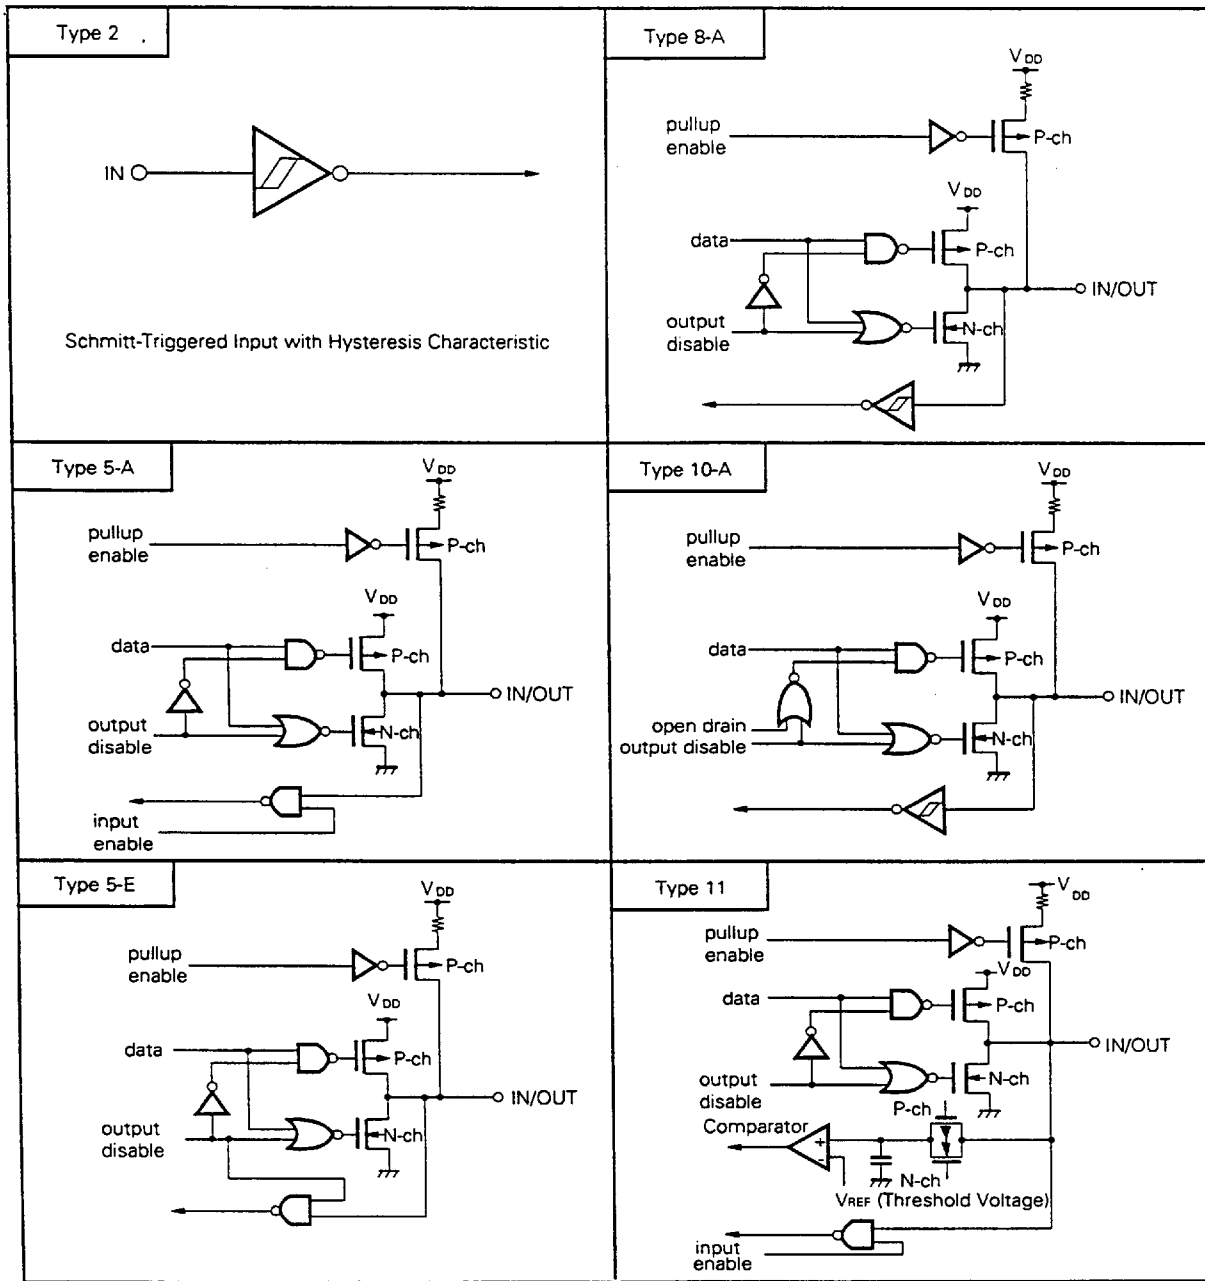 Type 2
IN
Schmitt-Triggered Input with Hysteresis Characteristic
Type 8-A
VDD
pullup
enable
P-ch
VDD
data
P-ch
IN/OUT
output
disable
N-ch
Type 5-A
VDD
pullup
enable
P-ch
VDD
data
P-ch
IN/OUT
output
disable
N-ch
input
enable
Type 10-A
VDD
pullup
enable
P-ch
VDD
data
P-ch
IN/OUT
open drain
output disable
N-ch
Type 5-E
VDD
pullup
enable
P-ch
VDD
data
P-ch
IN/OUT
output
disable
N-ch
Type 11
VDD
pullup
enable
P-ch
VDD
data
P-ch
IN/OUT
output
disable
N-ch
P-ch
Comparator
+
-
N-ch
VREF (Threshold Voltage)
input
enable